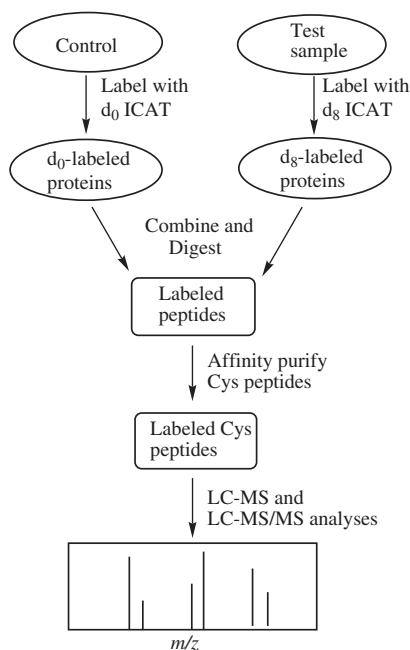 Control
Test
sample
Label with
d0 ICAT
Label with
d8 ICAT
d0-labeled
proteins
d8-labeled
proteins
Combine and
Digest
Labeled
peptides
Affinity purify
Cys peptides
Labeled Cys
peptides
LC-MS and
LC-MS/MS analyses
m/z